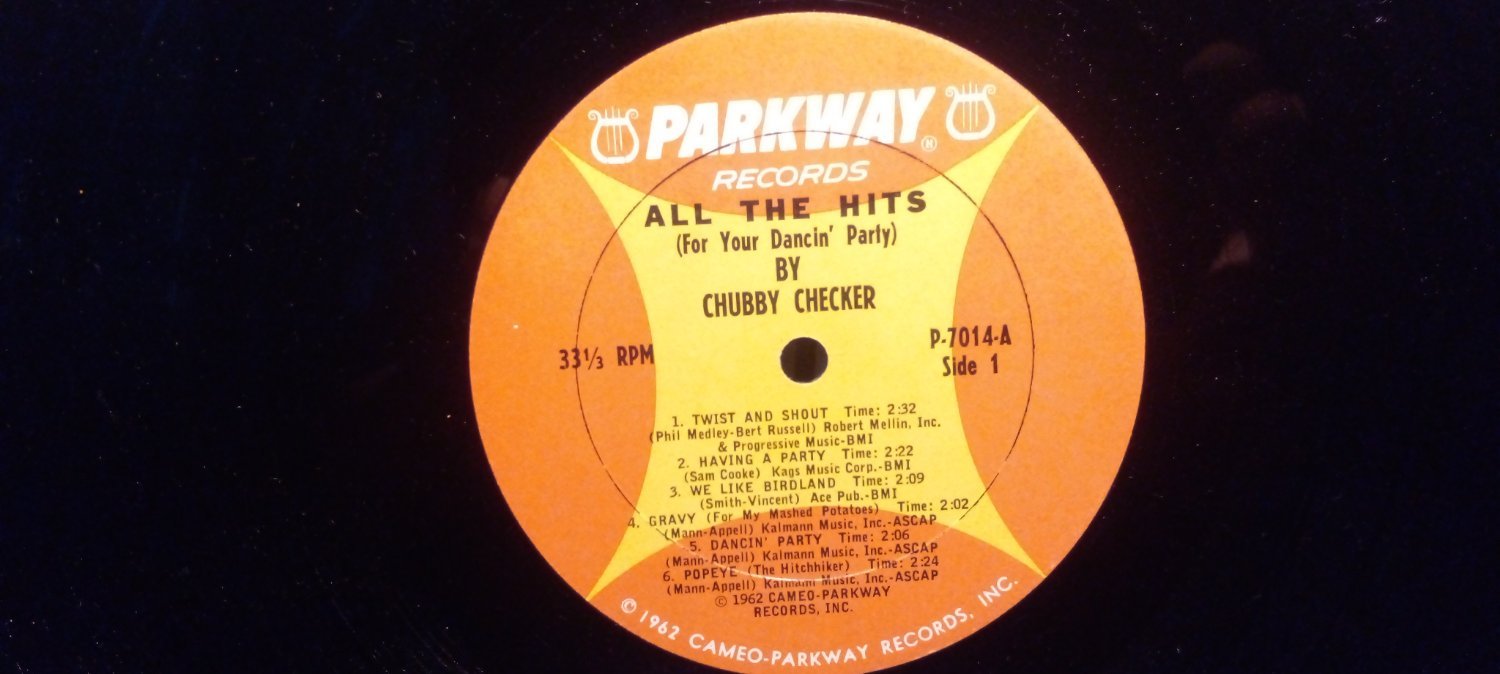 PARKWAY ®
RECORDS
ALL THE HITS
(For Your Dancin' Party)
BY
CHUBBY CHECKER
33⅓ RPM
P-7014-A
Side 1
1. TWIST AND SHOUT Time: 2:32
(Phil Medley-Bert Russell) Robert Mellin, Inc.
& Progressive Music-BMI
2. HAVING A PARTY Time: 2:22
(Sam Cooke) Kags Music Corp.-BMI
3. WE LIKE BIRDLAND Time: 2:09
(Smith-Vincent) Ace Pub.-BMI
4. GRAVY (For My Mashed Potatoes) Time: 2:02
(Mann-Appell) Kalmann Music, Inc.-ASCAP
5. DANCIN' PARTY Time: 2:06
(Mann-Appell) Kalmann Music, Inc.-ASCAP
6. POPEYE (The Hitchhiker) Time: 2:24
(Mann-Appell) Kalmann Music, Inc.-ASCAP
© 1962 CAMEO-PARKWAY
RECORDS, INC.
© 1962 CAMEO-PARKWAY RECORDS, INC.